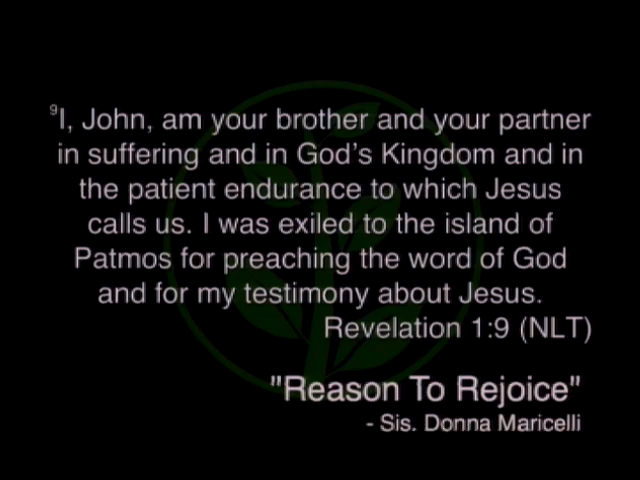 ⁹I, John, am your brother and your partner
in suffering and in God's Kingdom and in
the patient endurance to which Jesus
calls us. I was exiled to the island of
Patmos for preaching the word of God
and for my testimony about Jesus.
Revelation 1:9 (NLT)
"Reason To Rejoice"
- Sis. Donna Maricelli